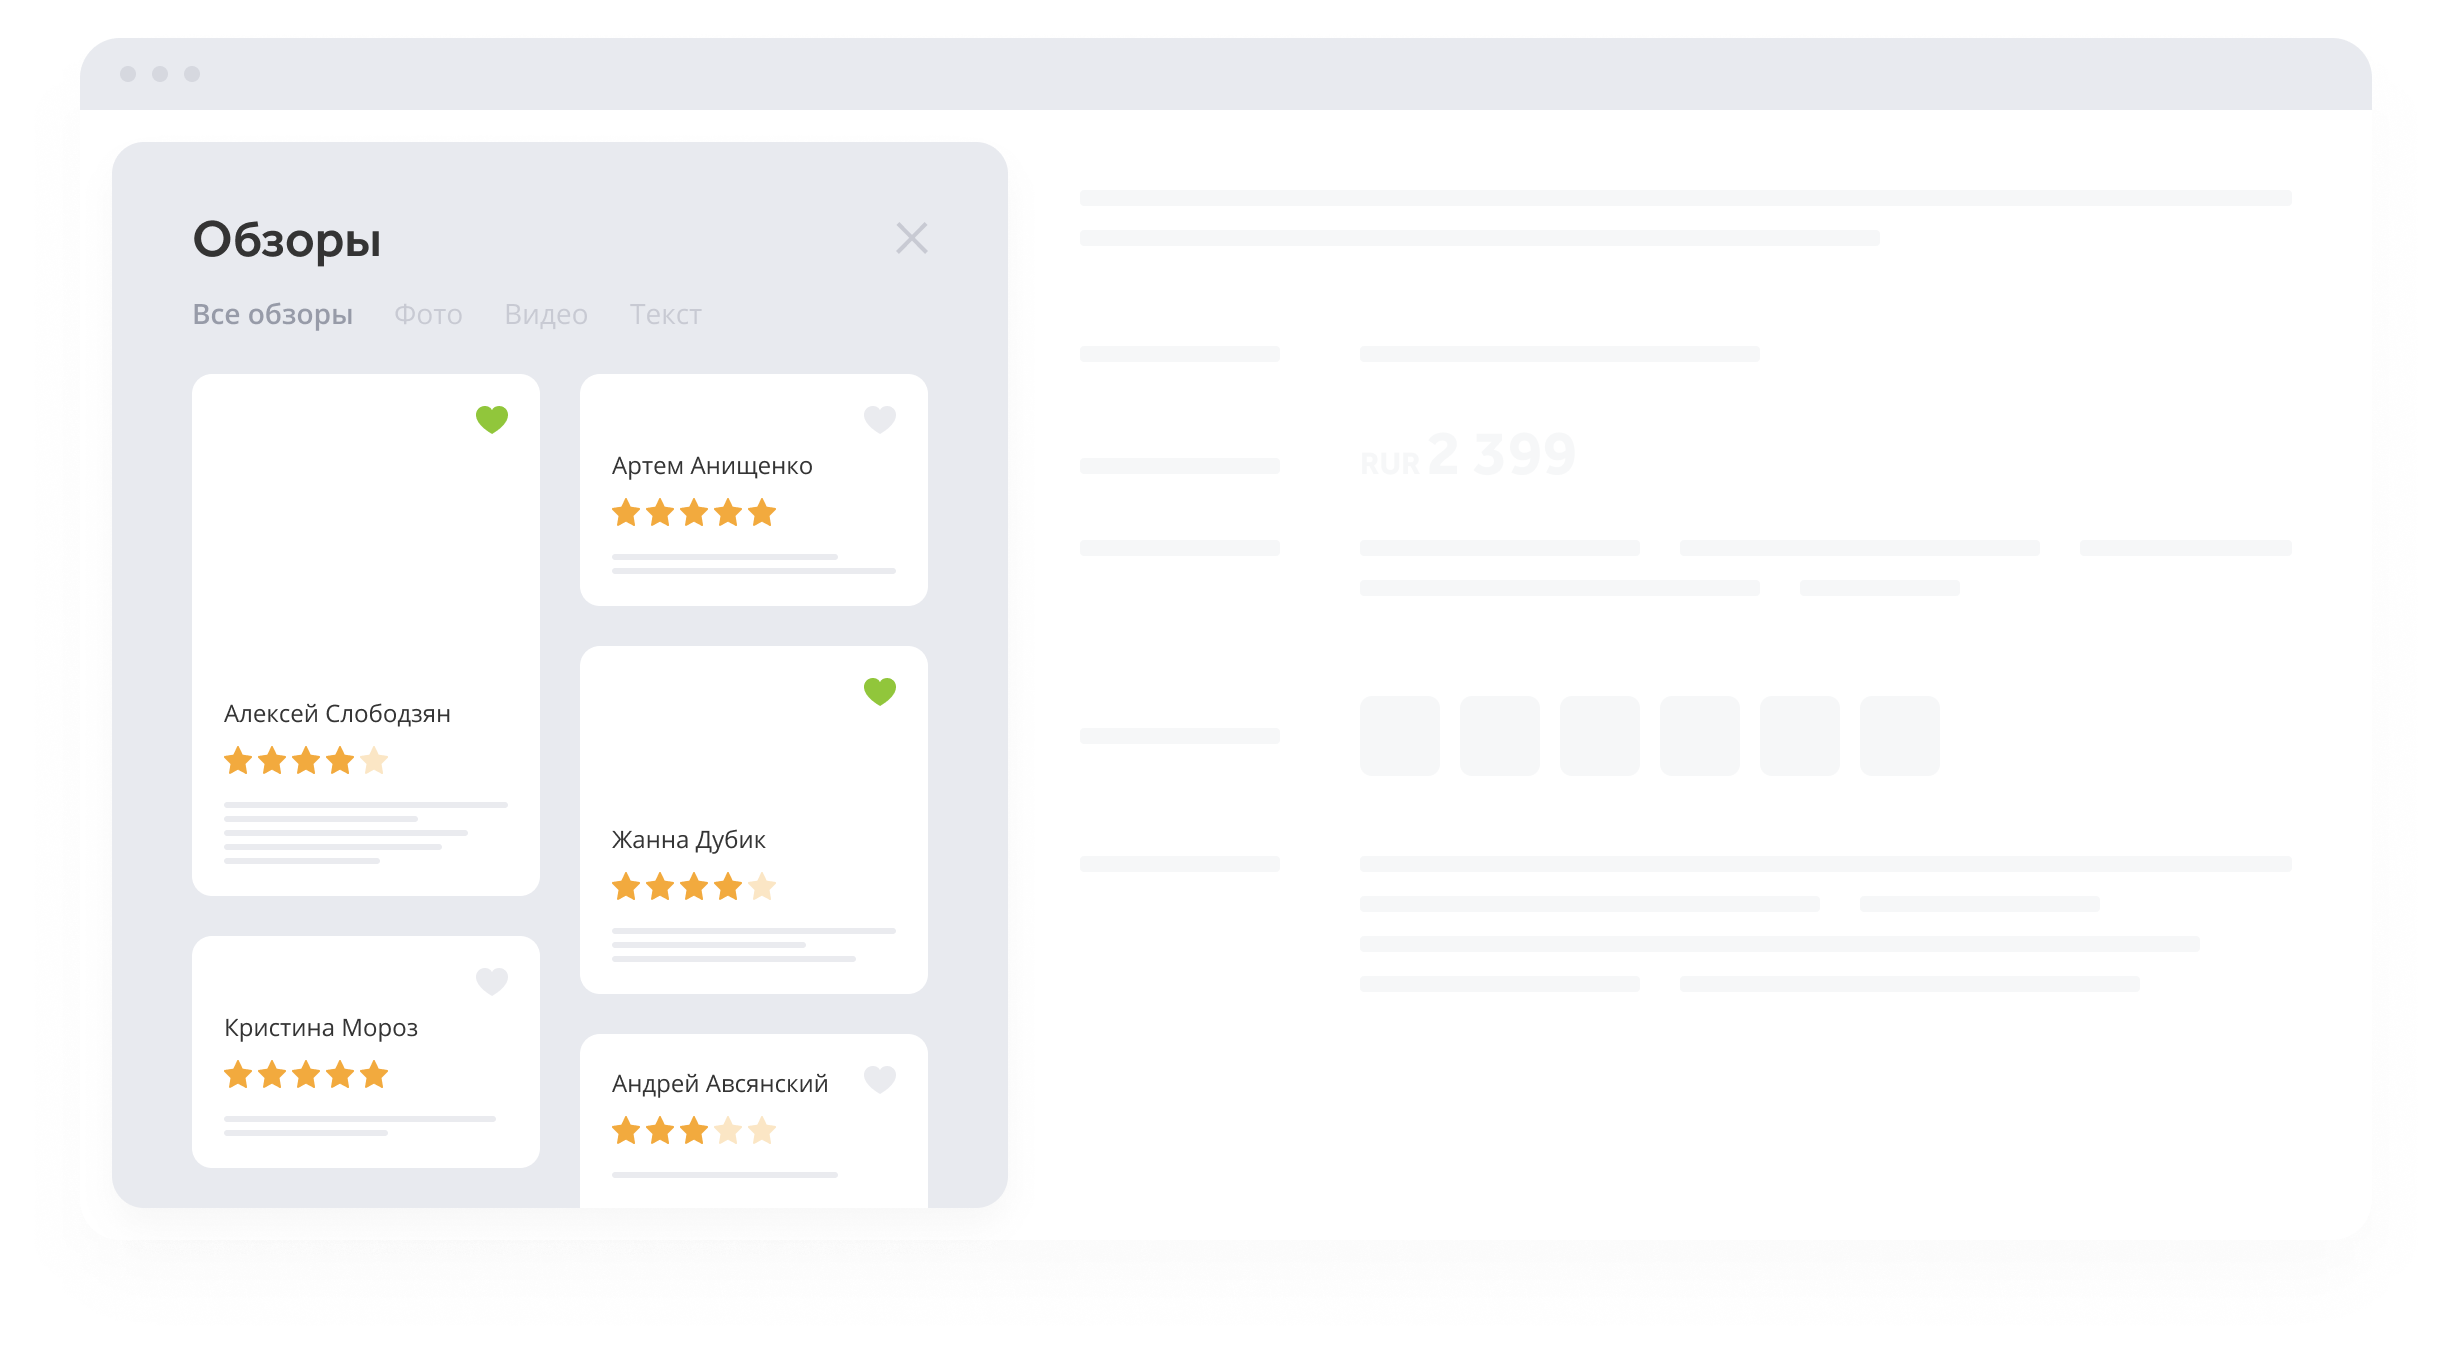 Обзоры
Все обзоры Фото Видео Текст
Алексей Слободзян
Кристина Мороз
Артем Анищенко
Жанна Дубик
Андрей Авсянский
RUR 2 399